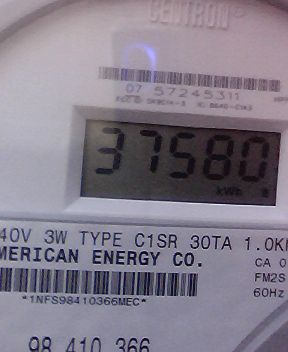 CENTRON®
07 57245311
37580
kWh
40V 3W TYPE C1SR 30TA 1.0K
MERICAN ENERGY CO.
CA 0
FM2S
60Hz
*1NFS98410366MEC*
98 410 366